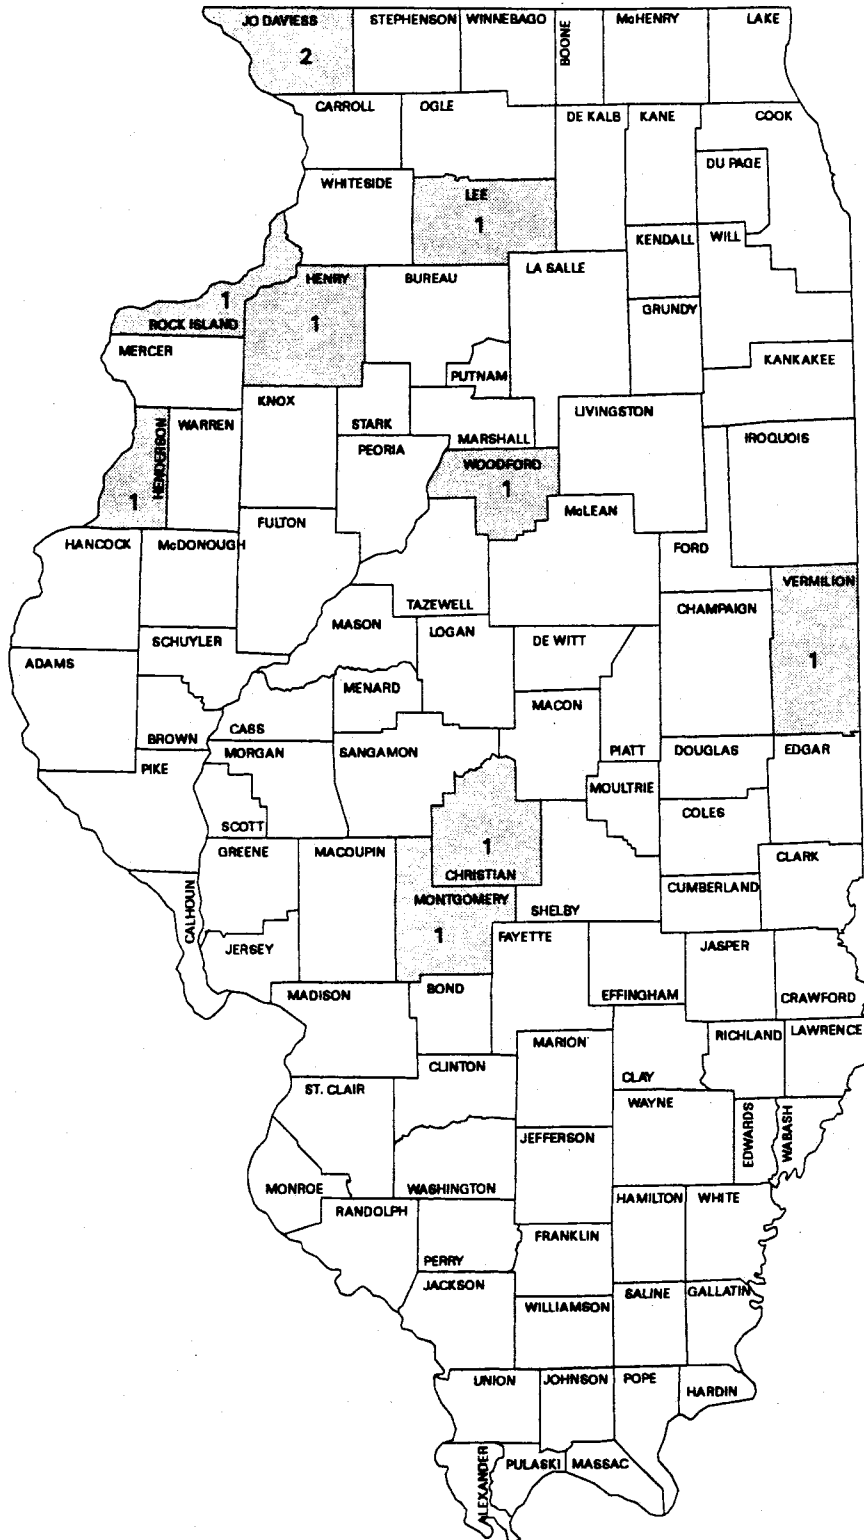 JO DAVIESS
2
STEPHENSON
WINNEBAGO
BOONE
McHENRY
LAKE
CARROLL
OGLE
DE KALB
KANE
COOK
DU PAGE
WHITESIDE
LEE
1
KENDALL
WILL
ROCK ISLAND
1
HENRY
1
BUREAU
LA SALLE
GRUNDY
MERCER
PUTNAM
KANKAKEE
KNOX
STARK
MARSHALL
LIVINGSTON
IROQUOIS
HENDERSON
1
WARREN
PEORIA
WOODFORD
1
McLEAN
FORD
HANCOCK
McDONOUGH
FULTON
VERMILION
1
TAZEWELL
CHAMPAIGN
MASON
LOGAN
DE WITT
SCHUYLER
ADAMS
MENARD
MACON
PIATT
BROWN
CASS
MORGAN
SANGAMON
DOUGLAS
EDGAR
PIKE
MOULTRIE
SCOTT
COLES
GREENE
MACOUPIN
CHRISTIAN
1
CLARK
CUMBERLAND
CALHOUN
MONTGOMERY
1
SHELBY
JERSEY
FAYETTE
JASPER
EFFINGHAM
CRAWFORD
MADISON
BOND
RICHLAND
LAWRENCE
MARION
CLINTON
CLAY
ST. CLAIR
WAYNE
EDWARDS
WABASH
JEFFERSON
MONROE
WASHINGTON
HAMILTON
WHITE
RANDOLPH
FRANKLIN
PERRY
JACKSON
SALINE
GALLATIN
WILLIAMSON
UNION
JOHNSON
POPE
HARDIN
ALEXANDER
PULASKI
MASSAC